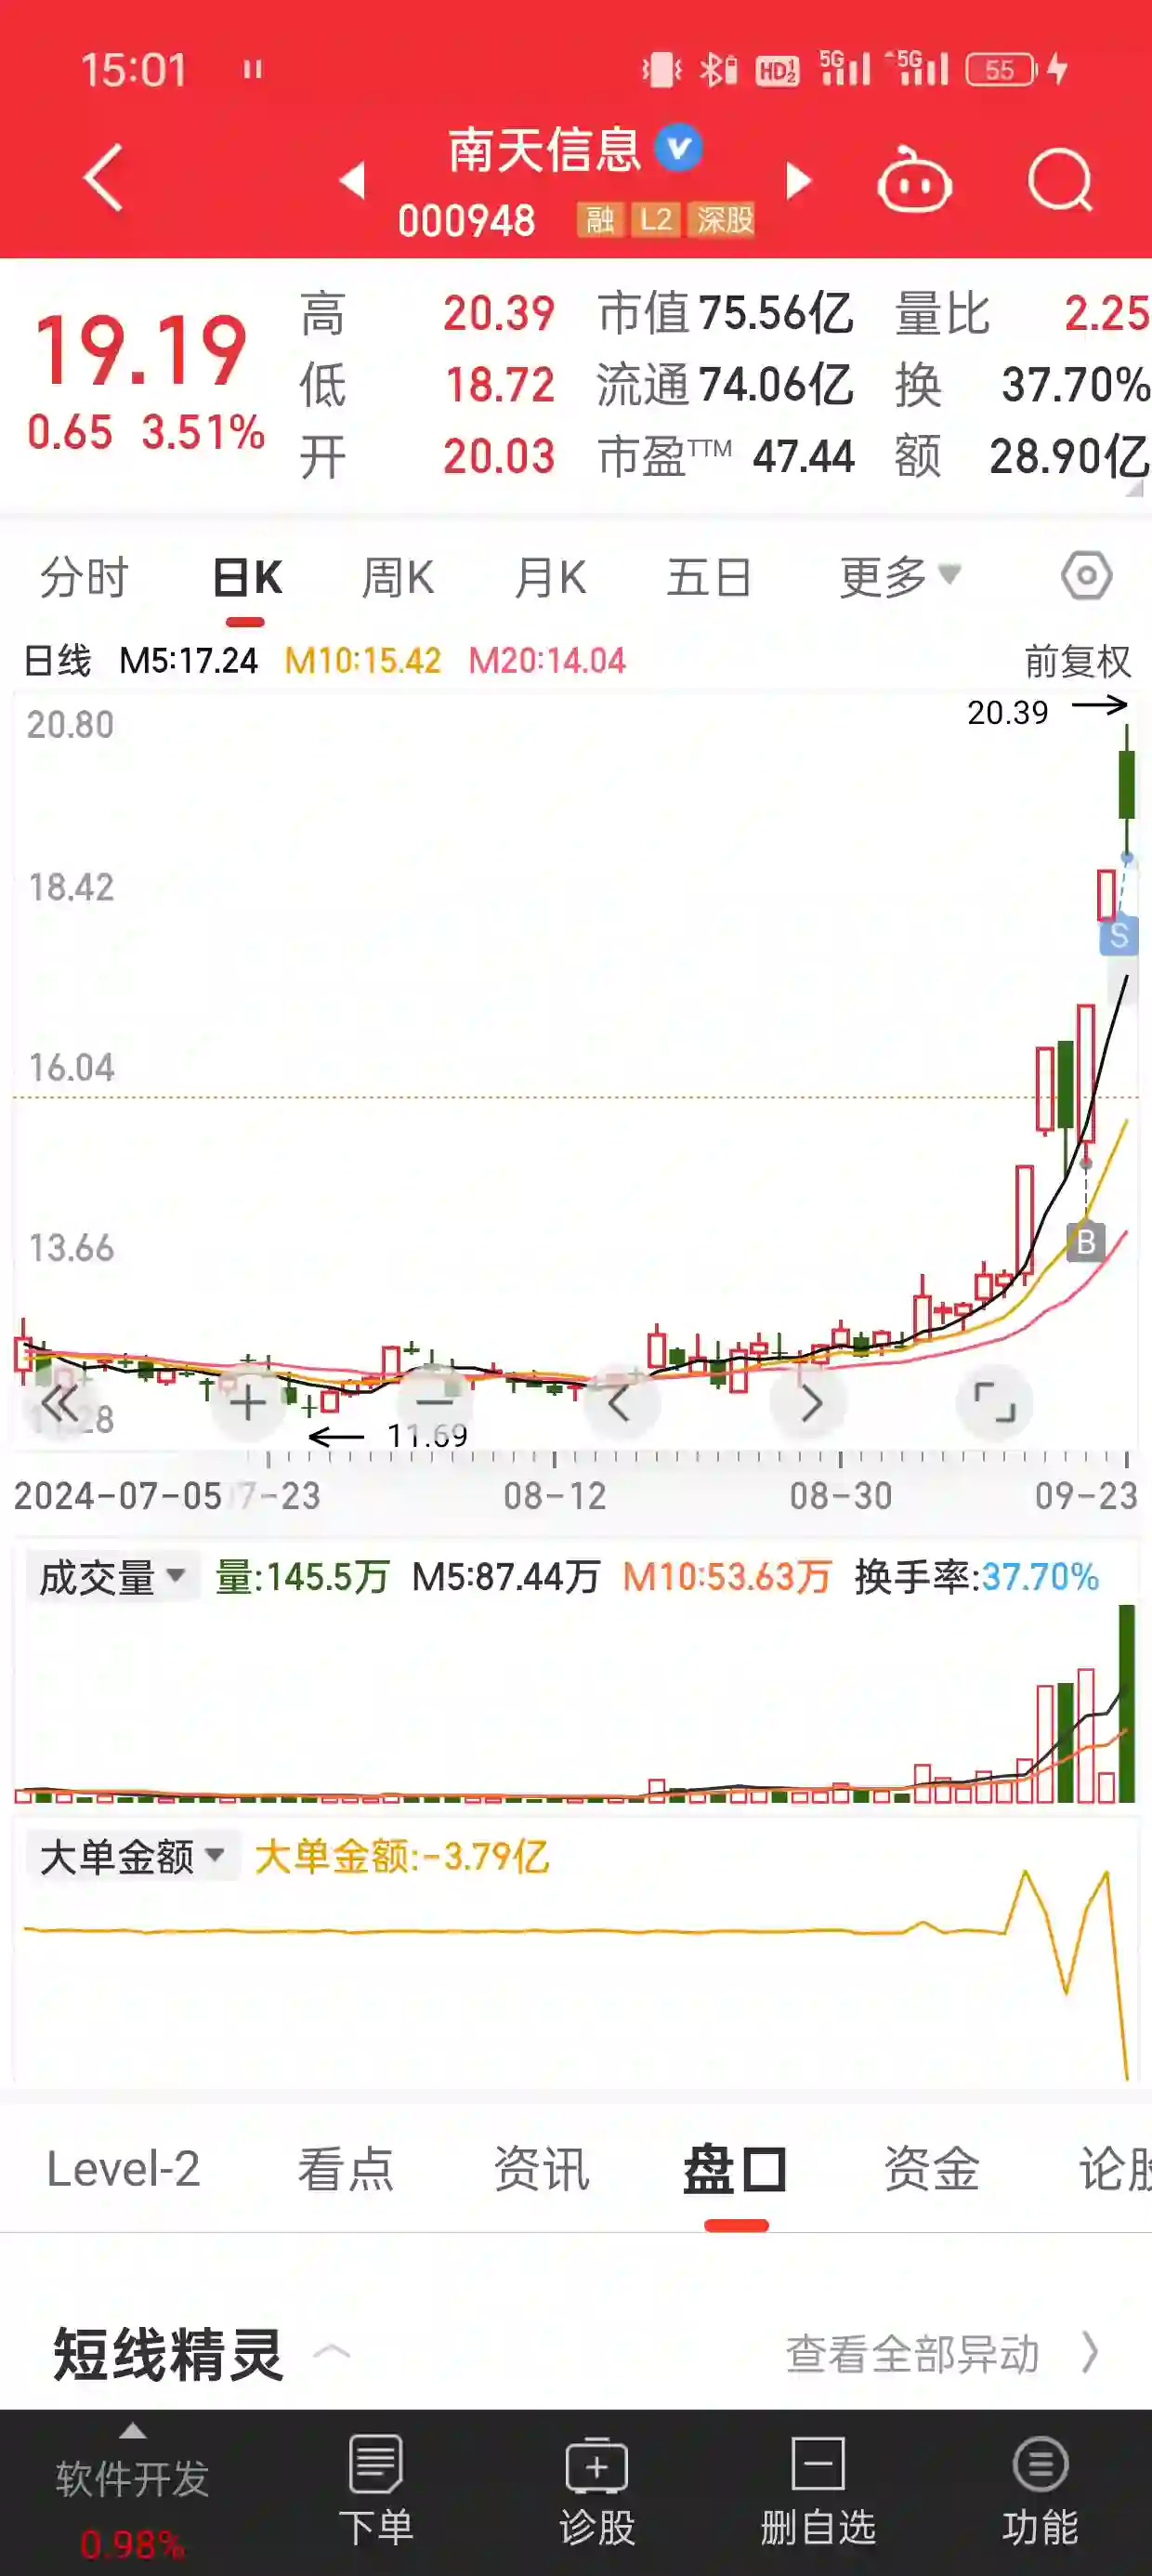 15:01 HD 1 2 5G 5G 55
南天信息
000948 融 L2 深股
19.19
0.65 3.51%
高 20.39 市值 75.56亿 量比 2.25
低 18.72 流通 74.06亿 换 37.70%
开 20.03 市盈TTM 47.44 额 28.90亿
分时 日K 周K 月K 五日 更多
日线 M5:17.24 M10:15.42 M20:14.04 前复权
20.80
20.39
18.42
S
16.04
13.66
B
11.28
11.69
2024-07-05 07-23 08-12 08-30 09-23
成交量 量:145.5万 M5:87.44万 M10:53.63万 换手率:37.70%
大单金额 大单金额:-3.79亿
Level-2 看点 资讯 盘口 资金 论股
短线精灵 查看全部异动
软件开发
0.98%
下单 诊股 删自选 功能